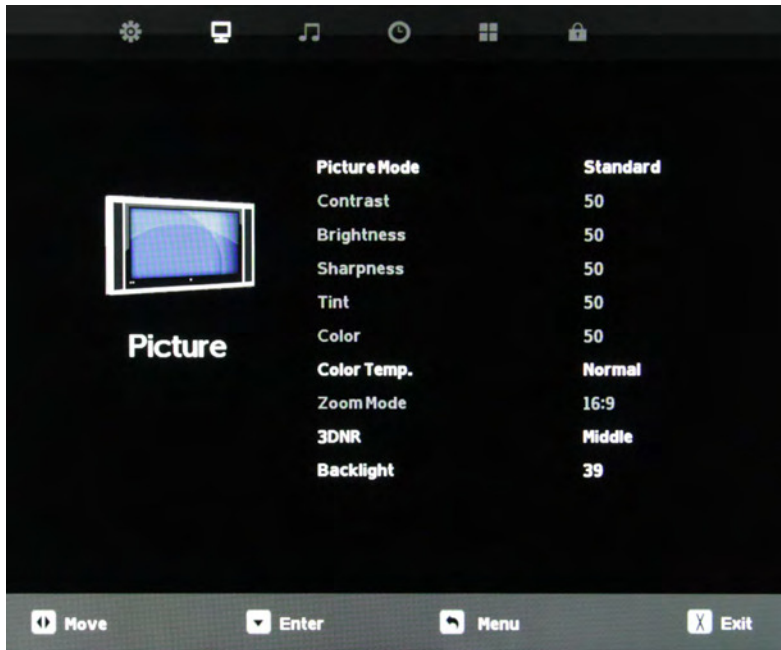 Picture Mode Standard
Contrast 50
Brightness 50
Sharpness 50
Tint 50
Color 50
Color Temp. Normal
Zoom Mode 16:9
3DNR Middle
Backlight 39
Picture
Move Enter Menu Exit